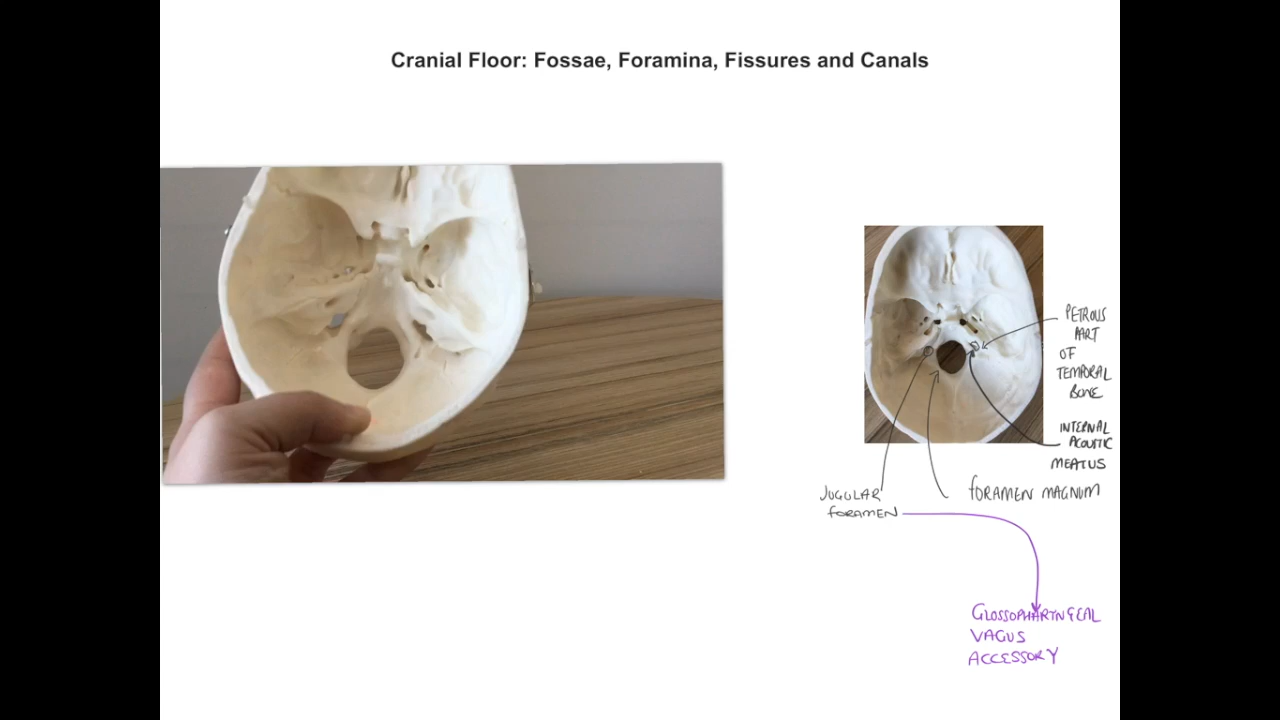 Cranial Floor: Fossae, Foramina, Fissures and Canals
PETROUS
PART
OF
TEMPORAL
BONE
INTERNAL
ACOUSTIC
MEATUS
JUGULAR
FORAMEN
FORAMEN MAGNUM
GLOSSOPHARYNGEAL
VAGUS
ACCESSORY